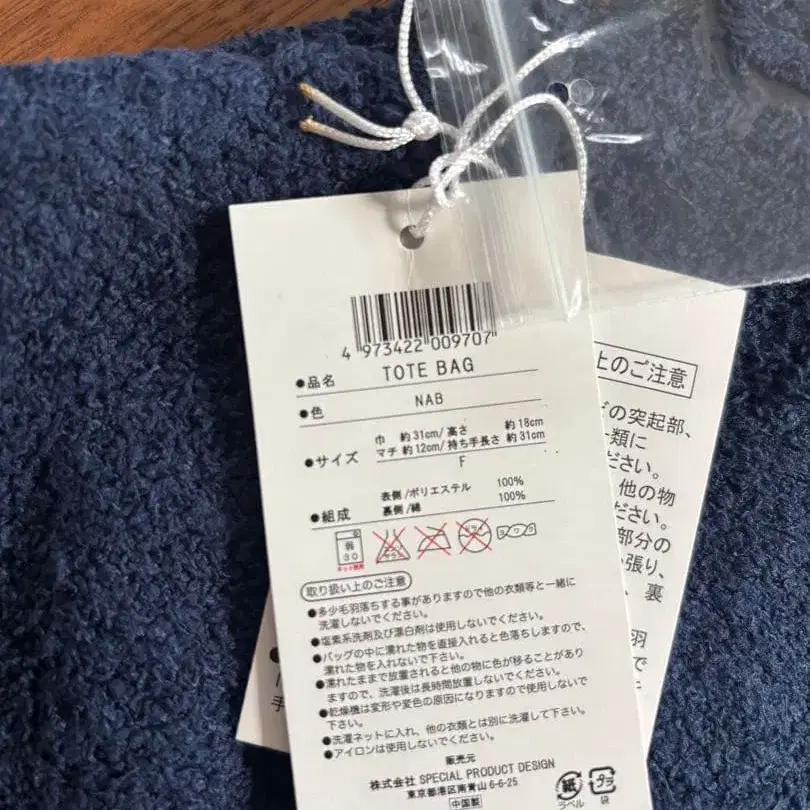 4 973422 009707
●品名 TOTE BAG
●色 NAB
●サイズ 巾 約31cm/高さ 約18cm
マチ 約12cm/持ち手長さ 約31cm
F
●組成 表側/ポリエステル 100%
裏側/綿 100%
弱
30
ネット使用
取り扱い上のご注意
●多少毛羽落ちする事がありますので他の衣類等と一緒に
洗濯しないでください。
●塩素系洗剤及び漂白剤は使用しないでください。
●バッグの中に濡れた物を直接入れると色落ちしますので、
濡れた物を入れないで下さい。
●濡れたままで放置されると他の物に色が移ることがあり
ますので、洗濯後は長時間放置しないでください。
●乾燥機は変形や変色の原因になりますので使用しないで
下さい。
●洗濯ネットに入れ、他の衣類とは別に洗濯して下さい。
●アイロンは使用しないでください。
販売元
株式会社 SPECIAL PRODUCT DESIGN
東京都港区南青山6-6-25
中国製
紙
ラベル
プラ
袋
上のご注意
の突起部、
類に
ださい。
他の物
ださい。
部分の
張り、
、裏
羽
で
手